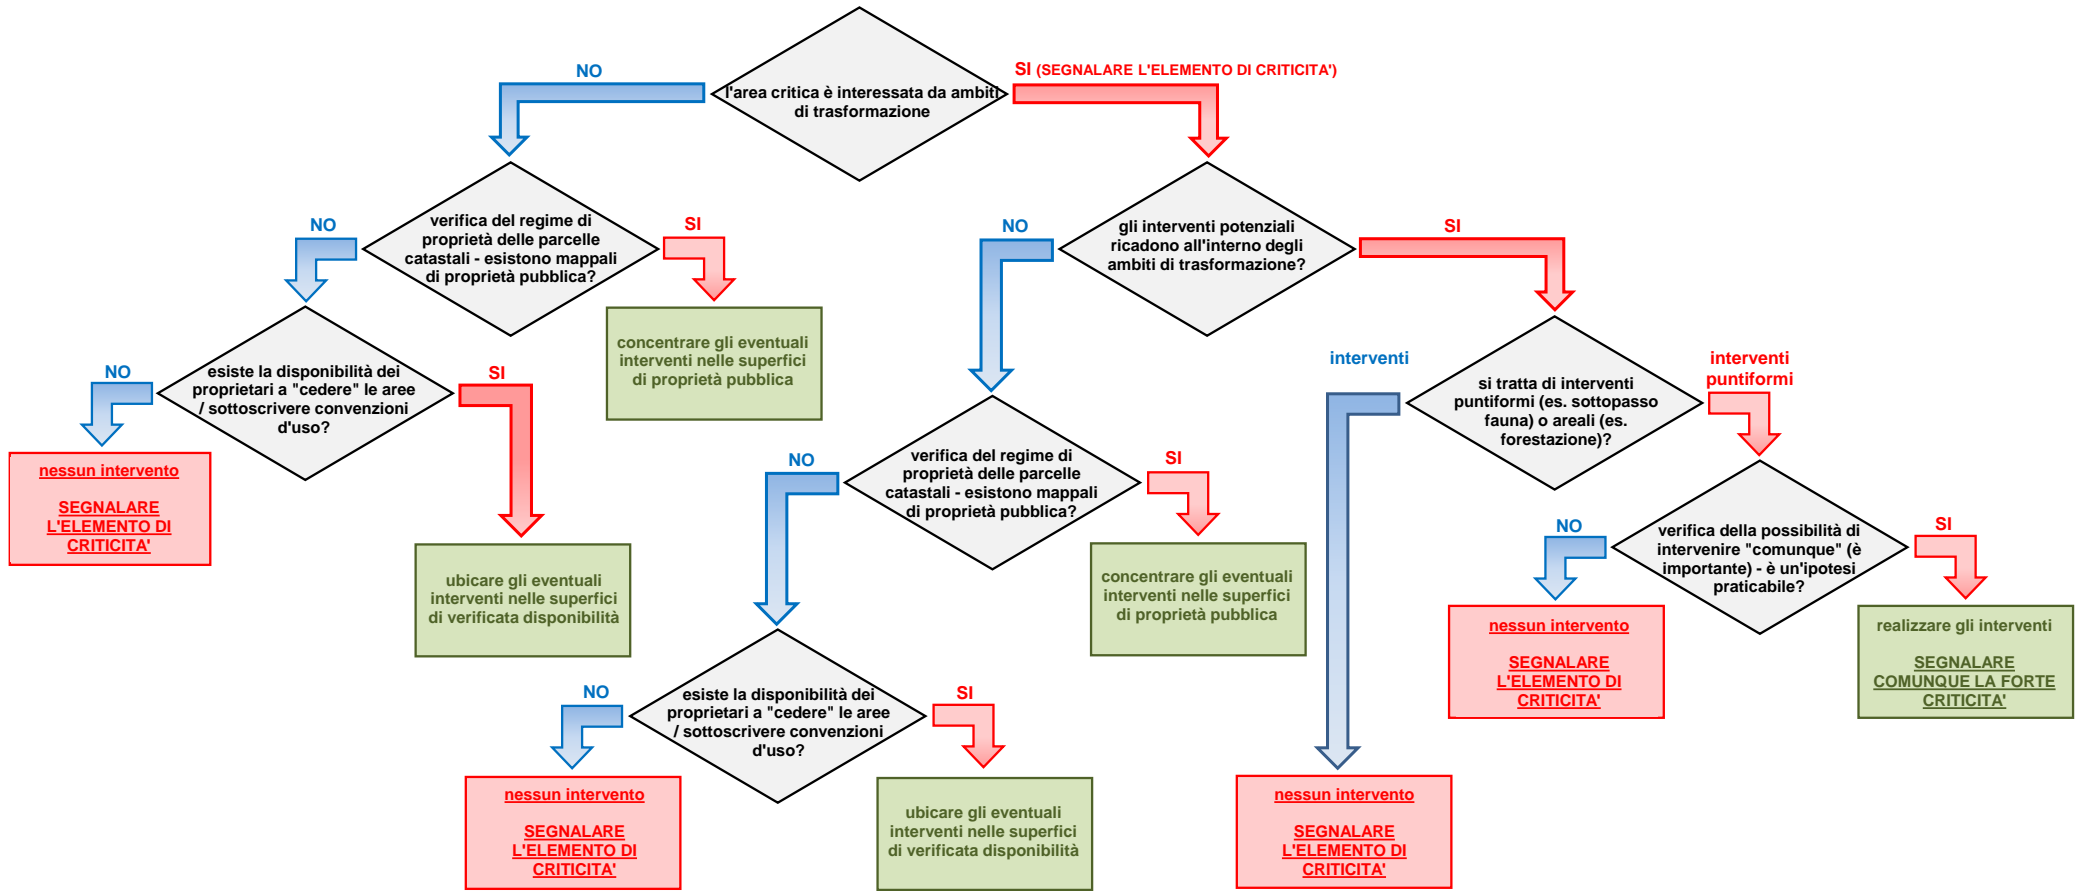 NO
SI (SEGNALARE L'ELEMENTO DI CRITICITA')
l'area critica è interessata da ambiti
di trasformazione
NO
verifica del regime di
proprietà delle parcelle
catastali - esistono mappali
di proprietà pubblica?
SI
NO
gli interventi potenziali
ricadono all'interno degli
ambiti di trasformazione?
SI
concentrare gli eventuali
interventi nelle superfici
di proprietà pubblica
NO
esiste la disponibilità dei
proprietari a "cedere" le aree
/ sottoscrivere convenzioni
d'uso?
SI
interventi
si tratta di interventi
puntiformi (es. sottopasso
fauna) o areali (es.
forestazione)?
interventi
puntiformi
nessun intervento
SEGNALARE
L'ELEMENTO DI
CRITICITA'
NO
verifica del regime di
proprietà delle parcelle
catastali - esistono mappali
di proprietà pubblica?
SI
NO
verifica della possibilità di
intervenire "comunque" (è
importante) - è un'ipotesi
praticabile?
SI
ubicare gli eventuali
interventi nelle superfici
di verificata disponibilità
concentrare gli eventuali
interventi nelle superfici
di proprietà pubblica
nessun intervento
SEGNALARE
L'ELEMENTO DI
CRITICITA'
realizzare gli interventi
SEGNALARE
COMUNQUE LA FORTE
CRITICITA'
NO
esiste la disponibilità dei
proprietari a "cedere" le aree
/ sottoscrivere convenzioni
d'uso?
SI
nessun intervento
SEGNALARE
L'ELEMENTO DI
CRITICITA'
ubicare gli eventuali
interventi nelle superfici
di verificata disponibilità
nessun intervento
SEGNALARE
L'ELEMENTO DI
CRITICITA'